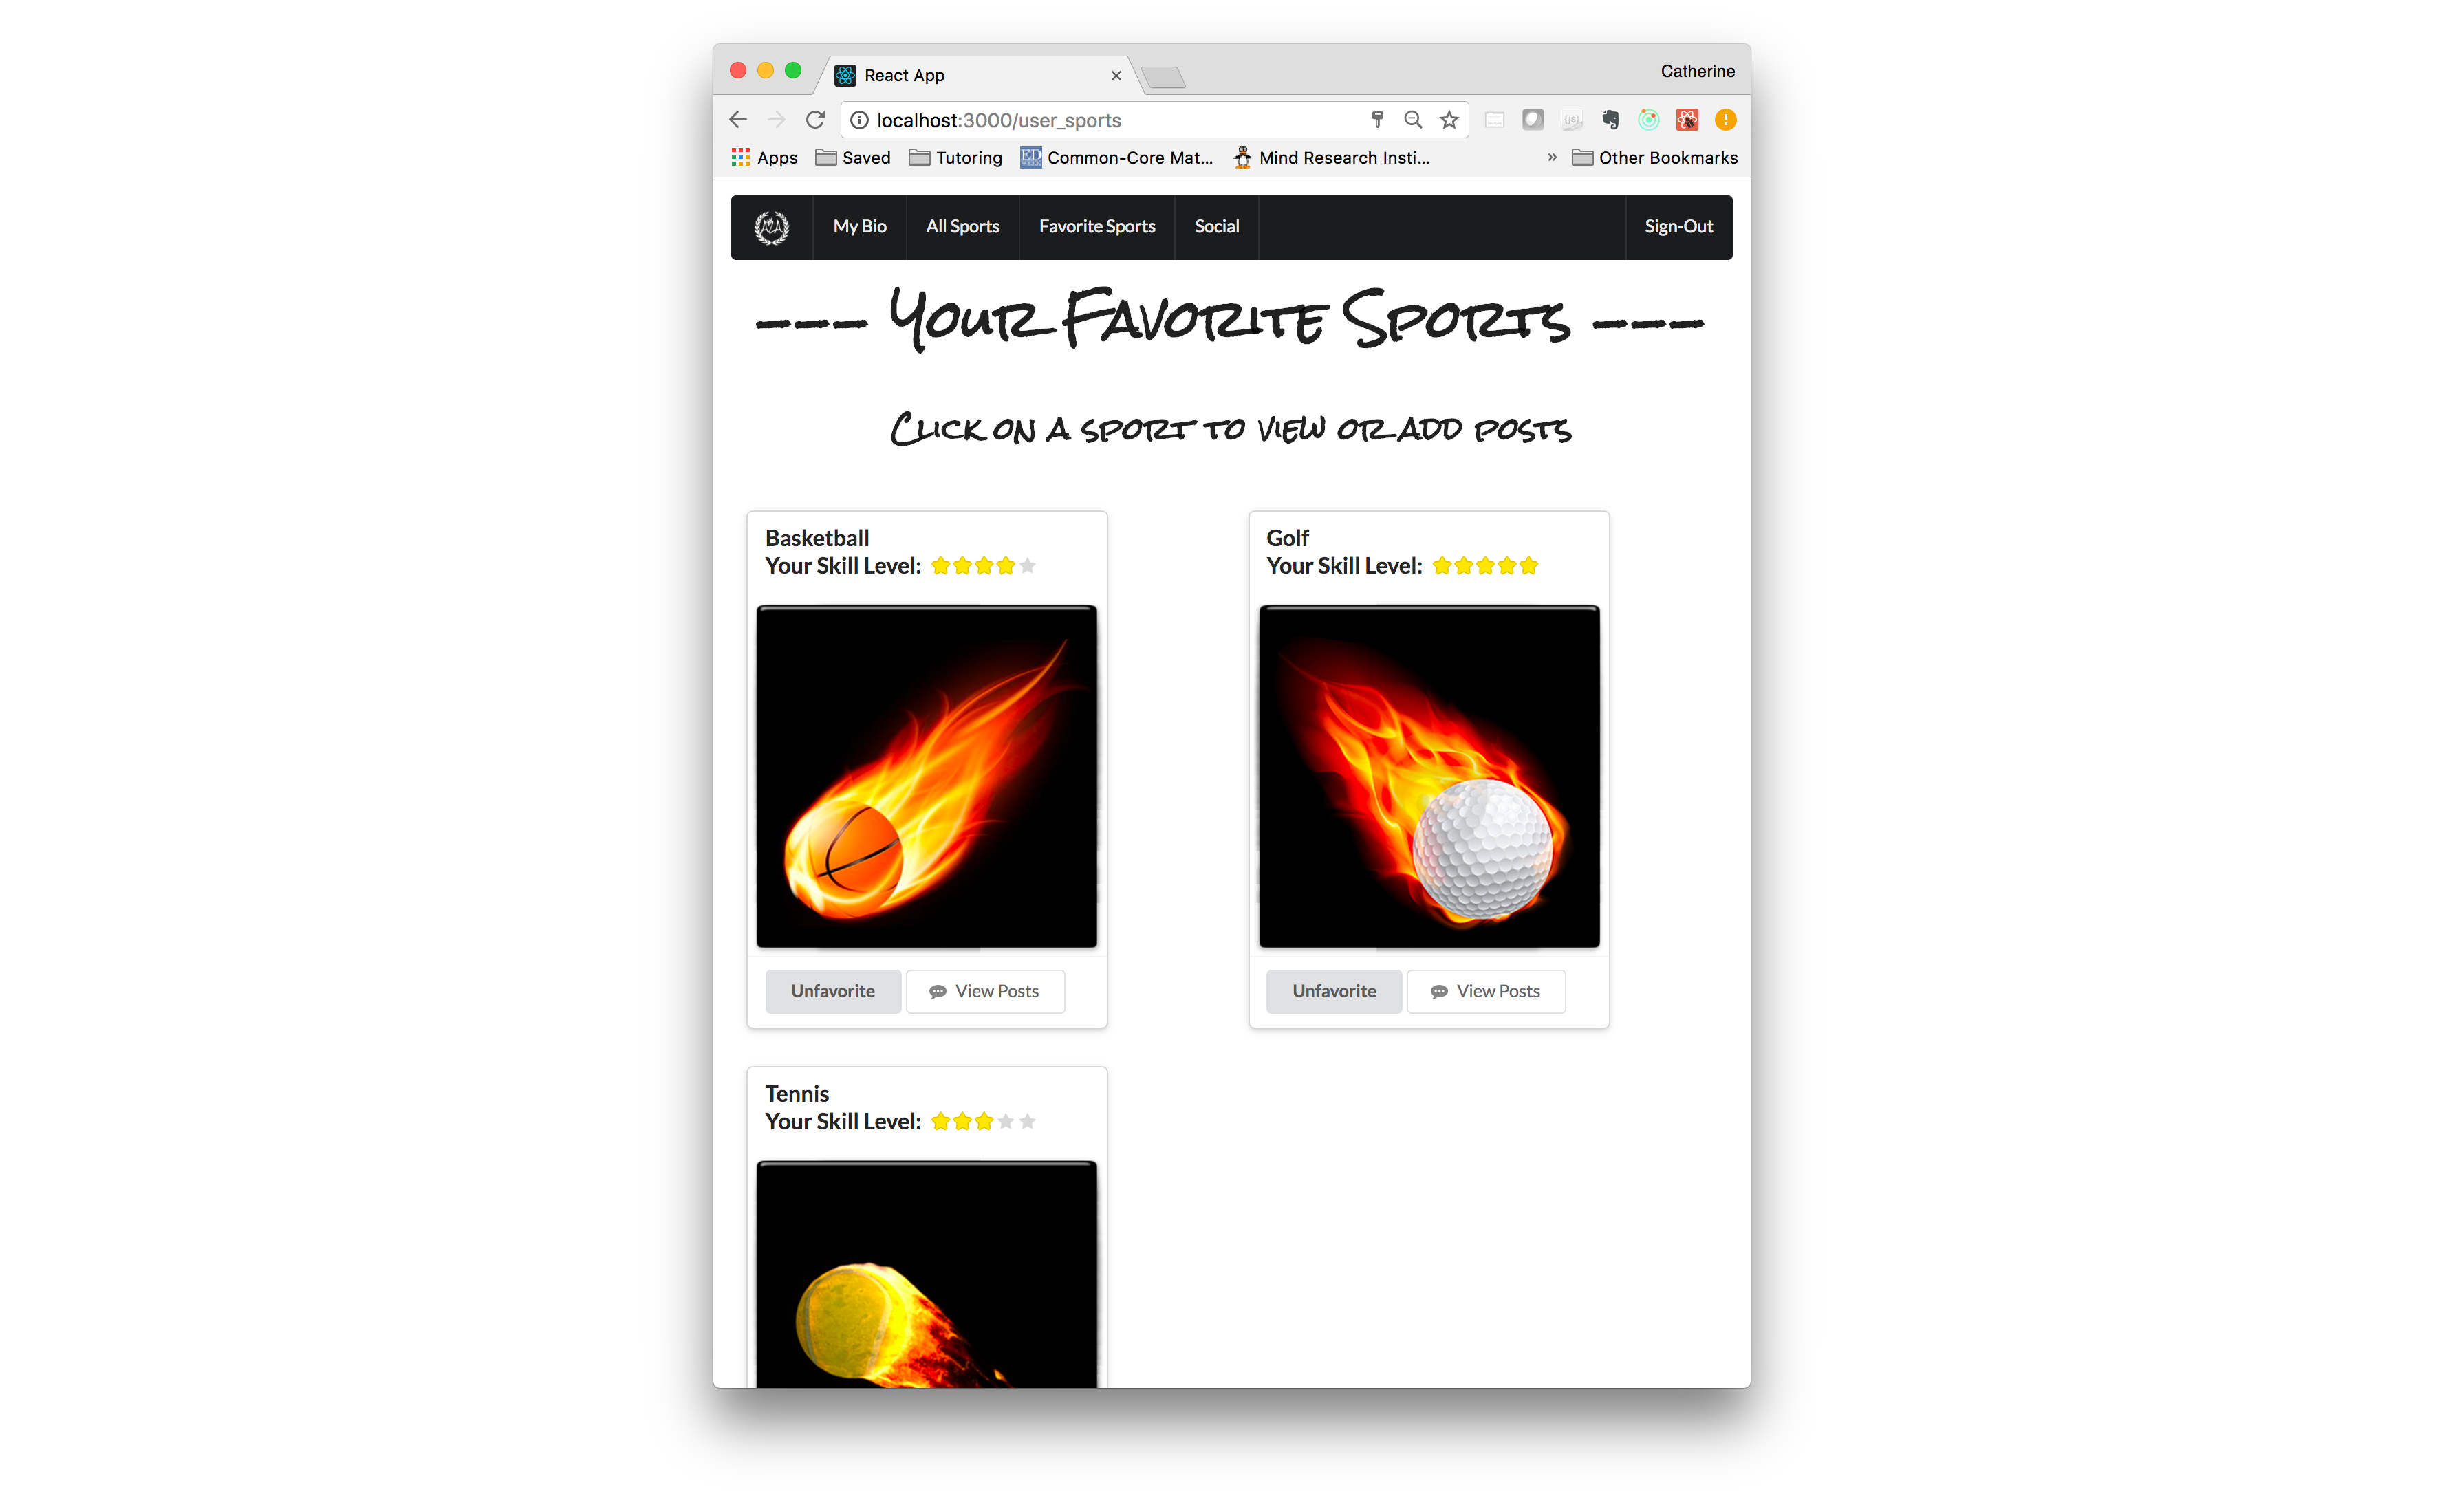 React App
Catherine
localhost:3000/user_sports
Apps Saved Tutoring Common-Core Mat... Mind Research Insti... » Other Bookmarks
My Bio All Sports Favorite Sports Social Sign-Out
--- Your Favorite Sports ---
Click on a sport to view or add posts
Basketball
Your Skill Level:
Unfavorite View Posts
Golf
Your Skill Level:
Unfavorite View Posts
Tennis
Your Skill Level: